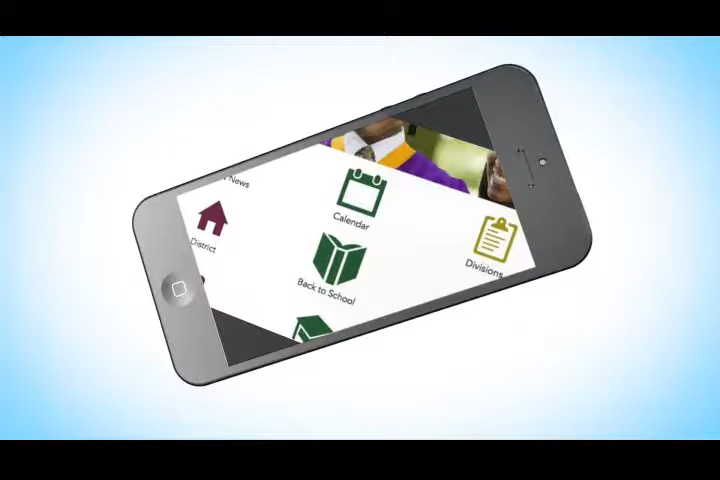 News
Calendar
District
Divisions
Back to School